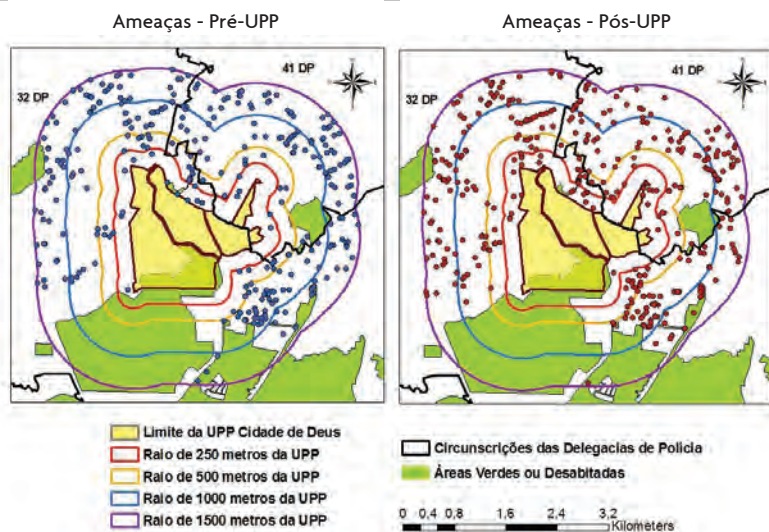 Ameaças - Pré-UPP
Ameaças - Pós-UPP
41 DP
32 DP
41 DP
32 DP
Limite da UPP Cidade de Deus
Raio de 250 metros da UPP
Raio de 500 metros da UPP
Raio de 1000 metros da UPP
Raio de 1500 metros da UPP
Circunscrições das Delegacias de Policia
Áreas Verdes ou Desabitadas
0 0,4 0,8 1,6 2,4 3,2
Kilometers